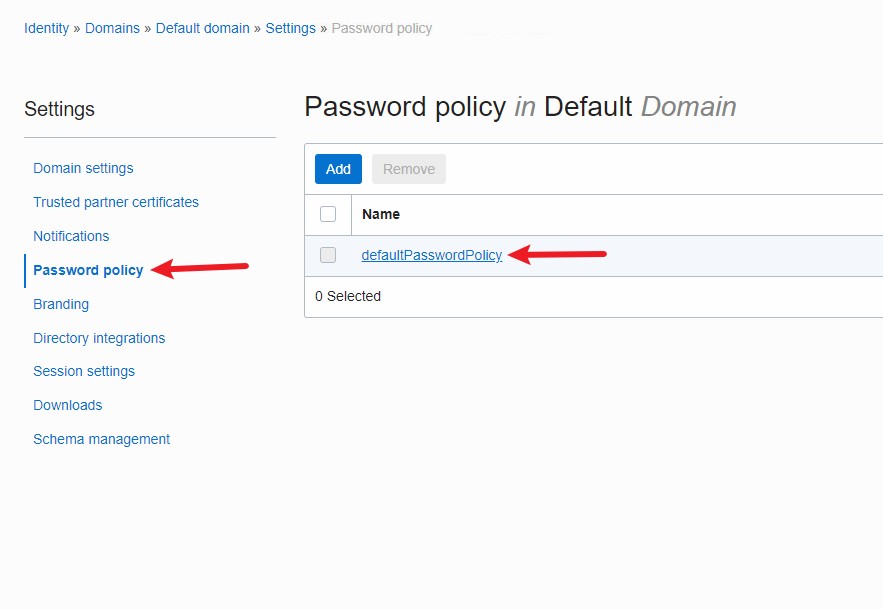 Identity » Domains » Default domain » Settings » Password policy
Settings
Domain settings
Trusted partner certificates
Notifications
Password policy
Branding
Directory integrations
Session settings
Downloads
Schema management
Password policy in Default Domain
Add Remove
Name
defaultPasswordPolicy
0 Selected